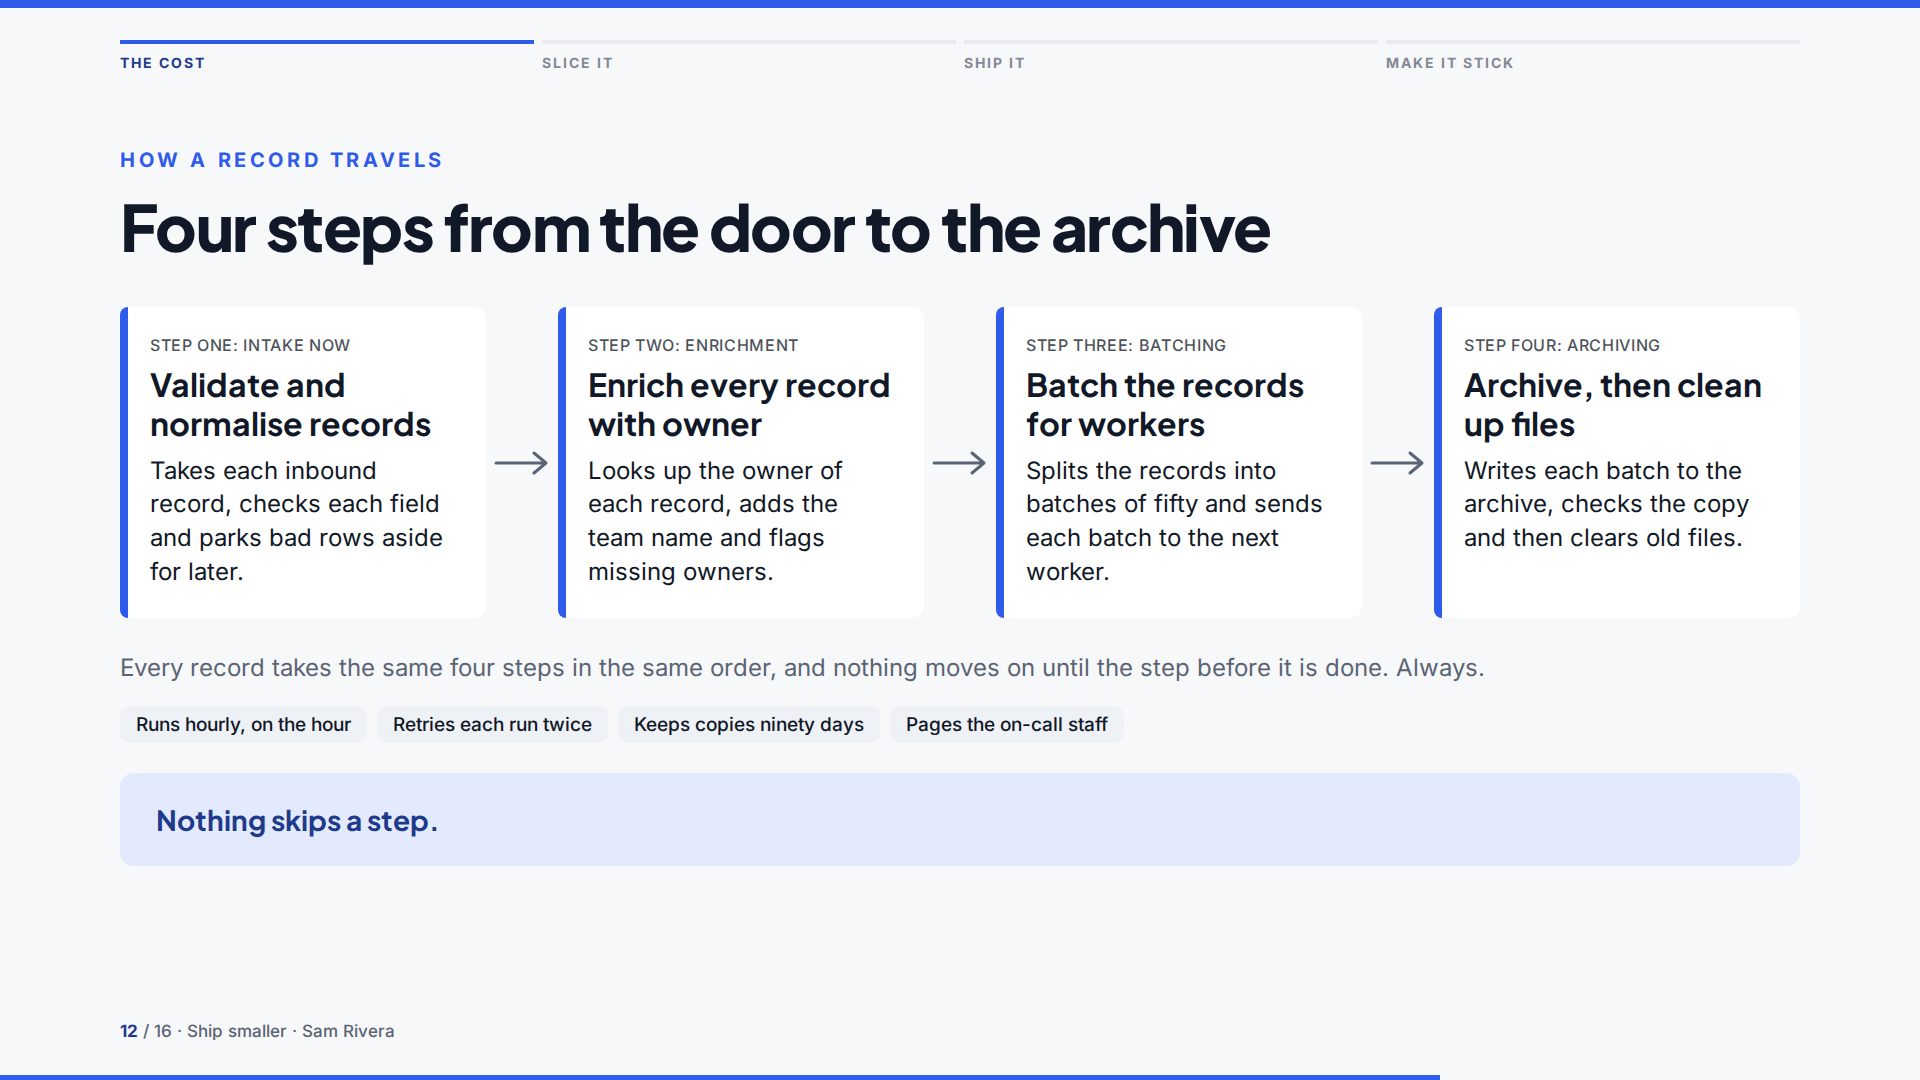 THE COST
SLICE IT
SHIP IT
MAKE IT STICK
HOW A RECORD TRAVELS
Four steps from the door to the archive
STEP ONE: INTAKE NOW
Validate and
normalise records
Takes each inbound
record, checks each field
and parks bad rows aside
for later.
STEP TWO: ENRICHMENT
Enrich every record
with owner
Looks up the owner of
each record, adds the
team name and flags
missing owners.
STEP THREE: BATCHING
Batch the records
for workers
Splits the records into
batches of fifty and sends
each batch to the next
worker.
STEP FOUR: ARCHIVING
Archive, then clean
up files
Writes each batch to the
archive, checks the copy
and then clears old files.
Every record takes the same four steps in the same order, and nothing moves on until the step before it is done. Always.
Runs hourly, on the hour
Retries each run twice
Keeps copies ninety days
Pages the on-call staff
Nothing skips a step.
12 / 16 · Ship smaller · Sam Rivera